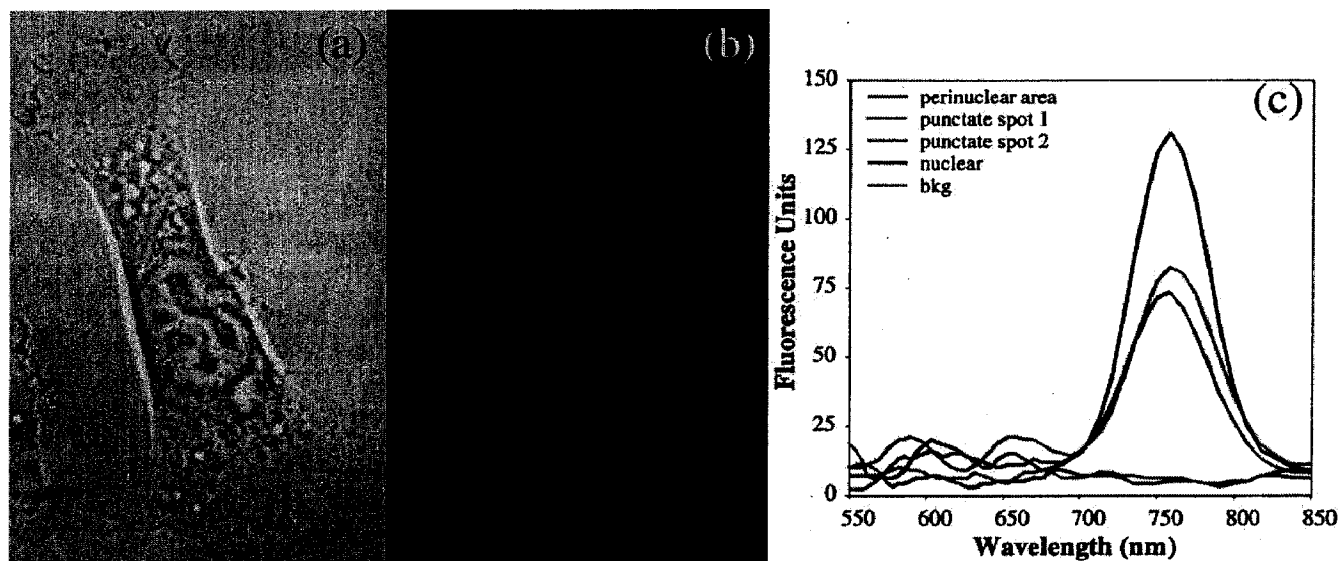 (a)
(b)
(c)
150
125
100
75
50
25
0
Fluorescence Units
perinuclear area
punctate spot 1
punctate spot 2
nuclear
bkg
550 600 650 700 750 800 850
Wavelength (nm)